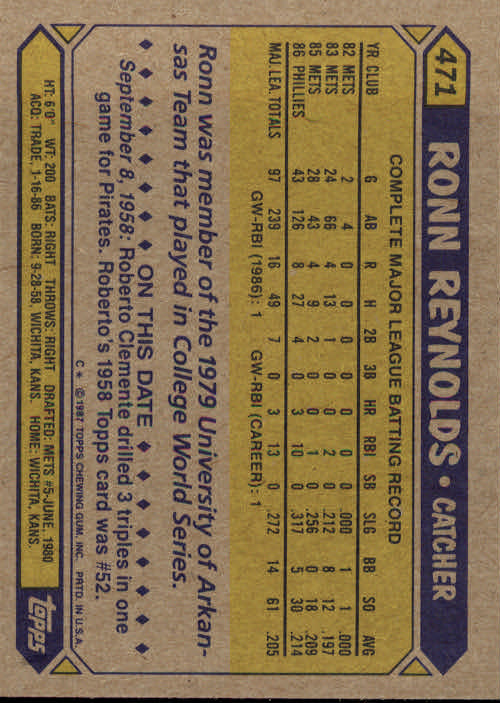 471
RONN REYNOLDS • CATCHER
COMPLETE MAJOR LEAGUE BATTING RECORD
YR CLUB G AB R H 2B 3B HR RBI SB SLG BB SO AVG
82 METS 2 4 0 0 0 0 0 0 0 .000 1 1 .000
83 METS 24 66 4 13 1 0 0 2 0 .212 8 12 .197
85 METS 28 43 4 9 2 0 0 1 0 .256 0 18 .209
86 PHILLIES 43 126 8 27 4 0 3 10 0 .317 5 30 .214
MAJ. LEA. TOTALS 97 239 16 49 7 0 3 13 0 .272 14 61 .205
GW-RBI (1986): 1 GW-RBI (CAREER): 1
Ronn was member of the 1979 University of Arkan-
sas Team that played in College World Series.
♦ ♦ ♦ ♦ ♦ ♦ ON THIS DATE ♦ ♦ ♦ ♦ ♦ ♦
September 8, 1958: Roberto Clemente drilled 3 triples in one
game for Pirates. Roberto's 1958 Topps card was #52.
C* © 1987 TOPPS CHEWING GUM, INC. PRTD. IN U.S.A.
HT: 6'0" WT: 200 BATS: RIGHT THROWS: RIGHT DRAFTED: METS #5-JUNE, 1980
ACQ: TRADE, 1-16-86 BORN: 9-28-58, WICHITA, KANS. HOME: WICHITA, KANS.
Topps